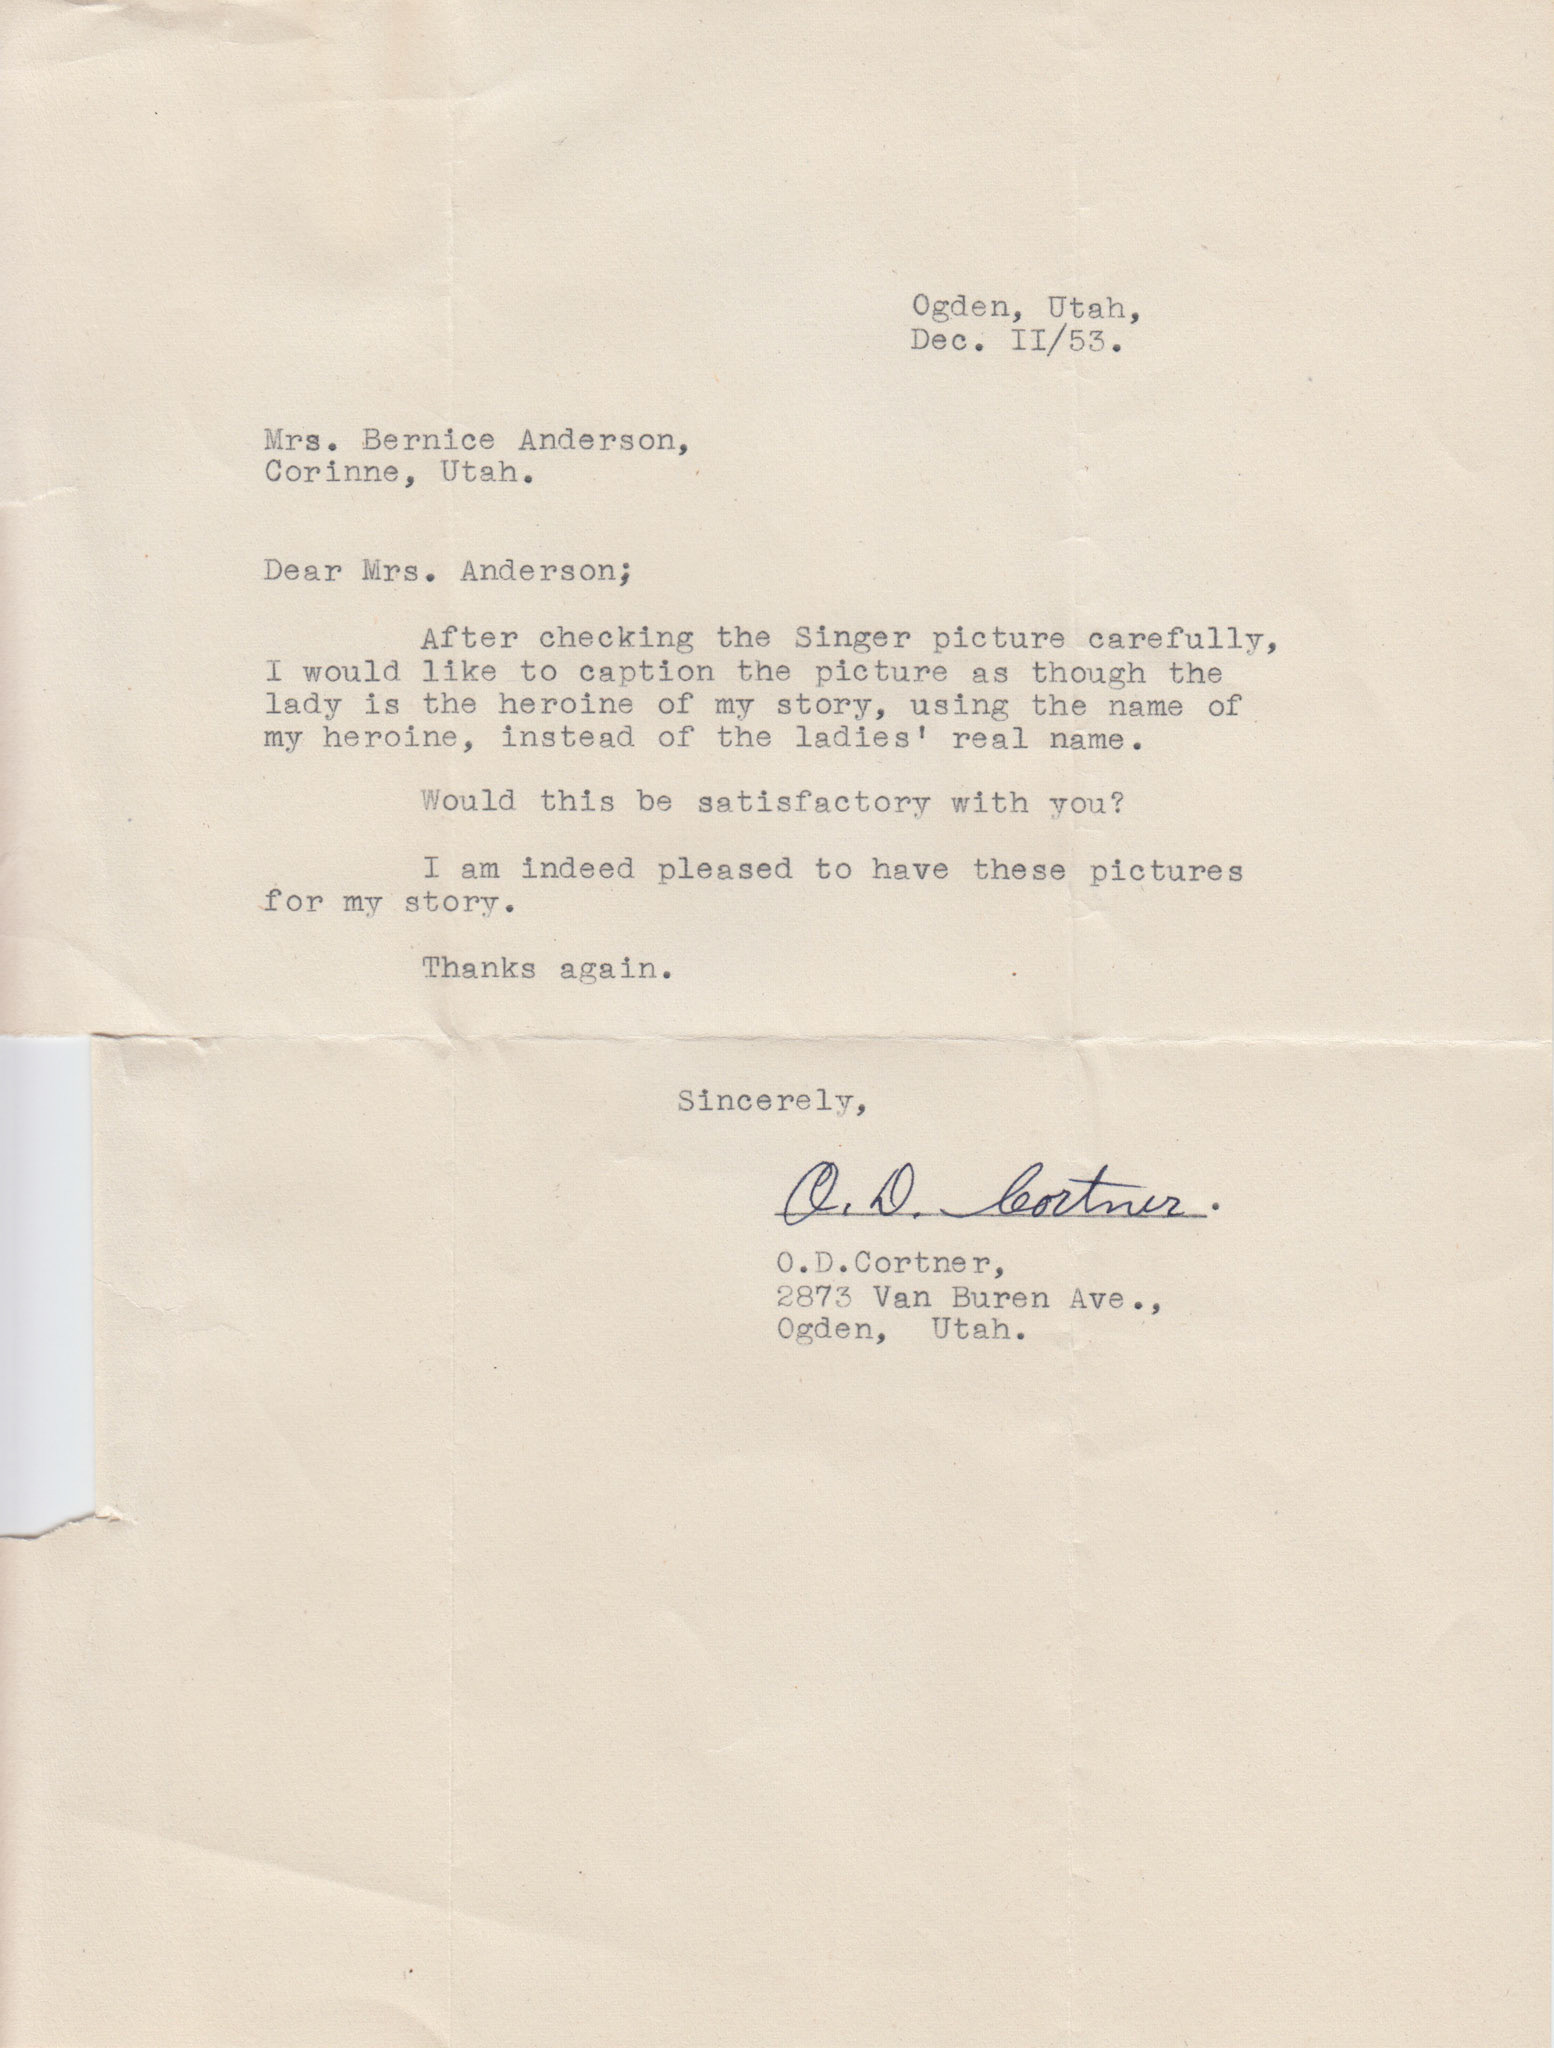 Ogden, Utah,
Dec. II/53.
Mrs. Bernice Anderson,
Corinne, Utah.
Dear Mrs. Anderson;
After checking the Singer picture carefully,
I would like to caption the picture as though the
lady is the heroine of my story, using the name of
my heroine, instead of the ladies' real name.
Would this be satisfactory with you?
I am indeed pleased to have these pictures
for my story.
Thanks again.
Sincerely,
O. D. Cortner.
O.D.Cortner,
2873 Van Buren Ave.,
Ogden, Utah.